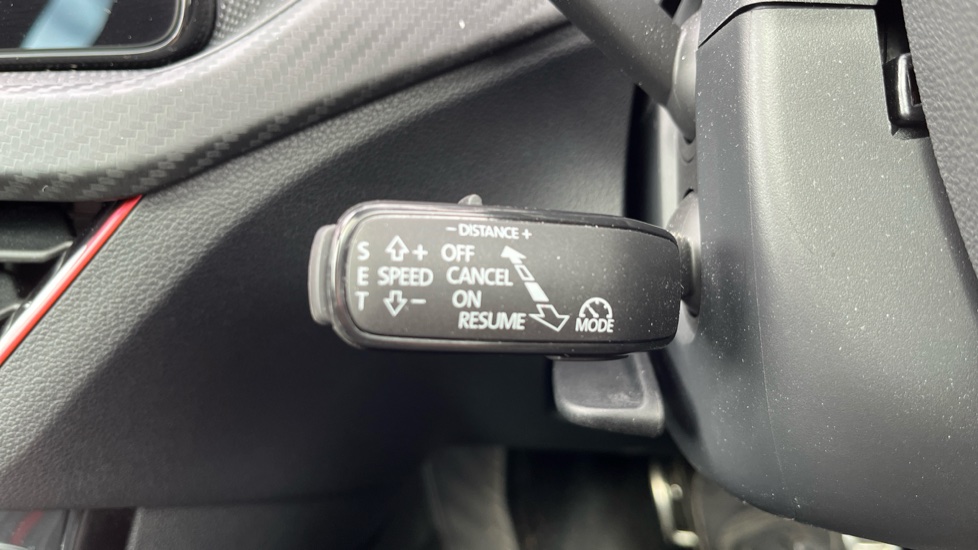 - DISTANCE +
S + OFF
E SPEED CANCEL
T - ON
RESUME MODE